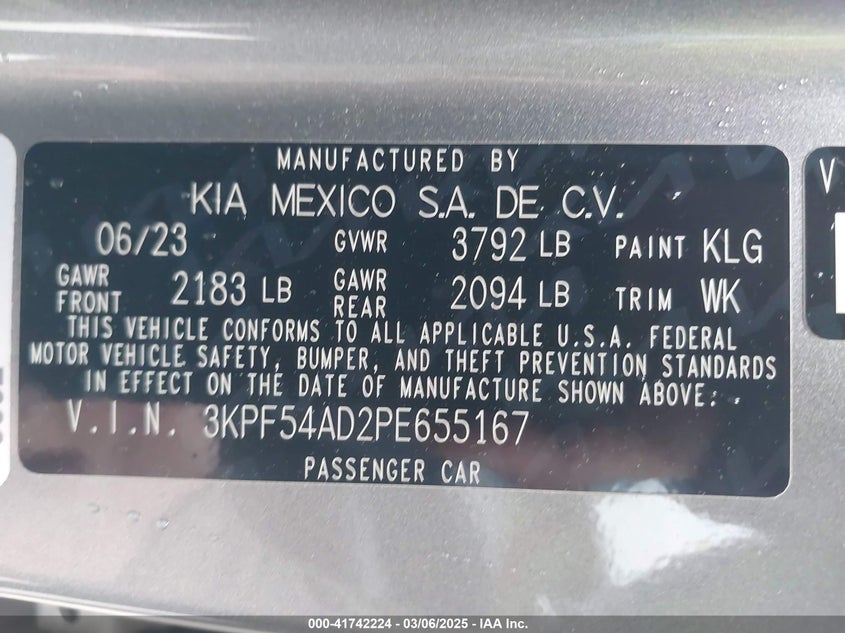 MANUFACTURED BY
KIA MEXICO S.A. DE C.V.
06/23 GVWR 3792 LB PAINT KLG
GAWR FRONT 2183 LB GAWR REAR 2094 LB TRIM WK
THIS VEHICLE CONFORMS TO ALL APPLICABLE U.S.A. FEDERAL
MOTOR VEHICLE SAFETY, BUMPER, AND THEFT PREVENTION STANDARDS
IN EFFECT ON THE DATE OF MANUFACTURE SHOWN ABOVE:
V.I.N. 3KPF54AD2PE655167
PASSENGER CAR
V
000-41742224 - 03/06/2025 - IAA Inc.